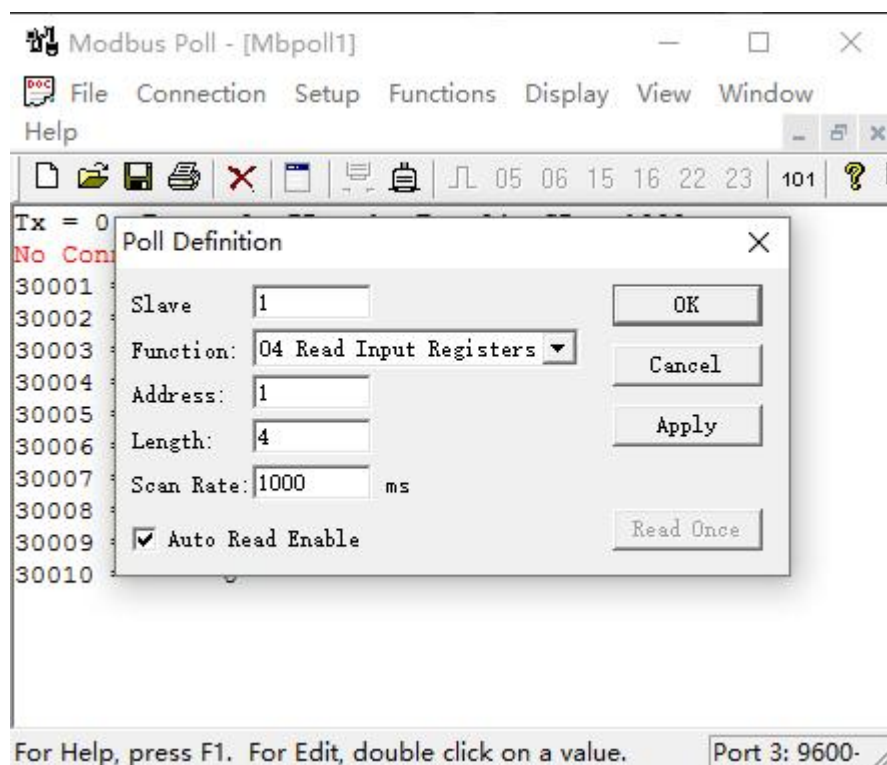 Modbus Poll - [Mbpoll1]
File Connection Setup Functions Display View Window
Help
05 06 15 16 22 23 101
Tx = 0
No Conn
Poll Definition
30001 =
30002 =
30003 =
30004 =
30005 =
30006 =
30007 =
30008 =
30009 =
30010 =
Slave 1
OK
Function: 04 Read Input Registers
Cancel
Address: 1
Length: 4
Apply
Scan Rate: 1000 ms
Auto Read Enable
Read Once
For Help, press F1. For Edit, double click on a value.
Port 3: 9600-